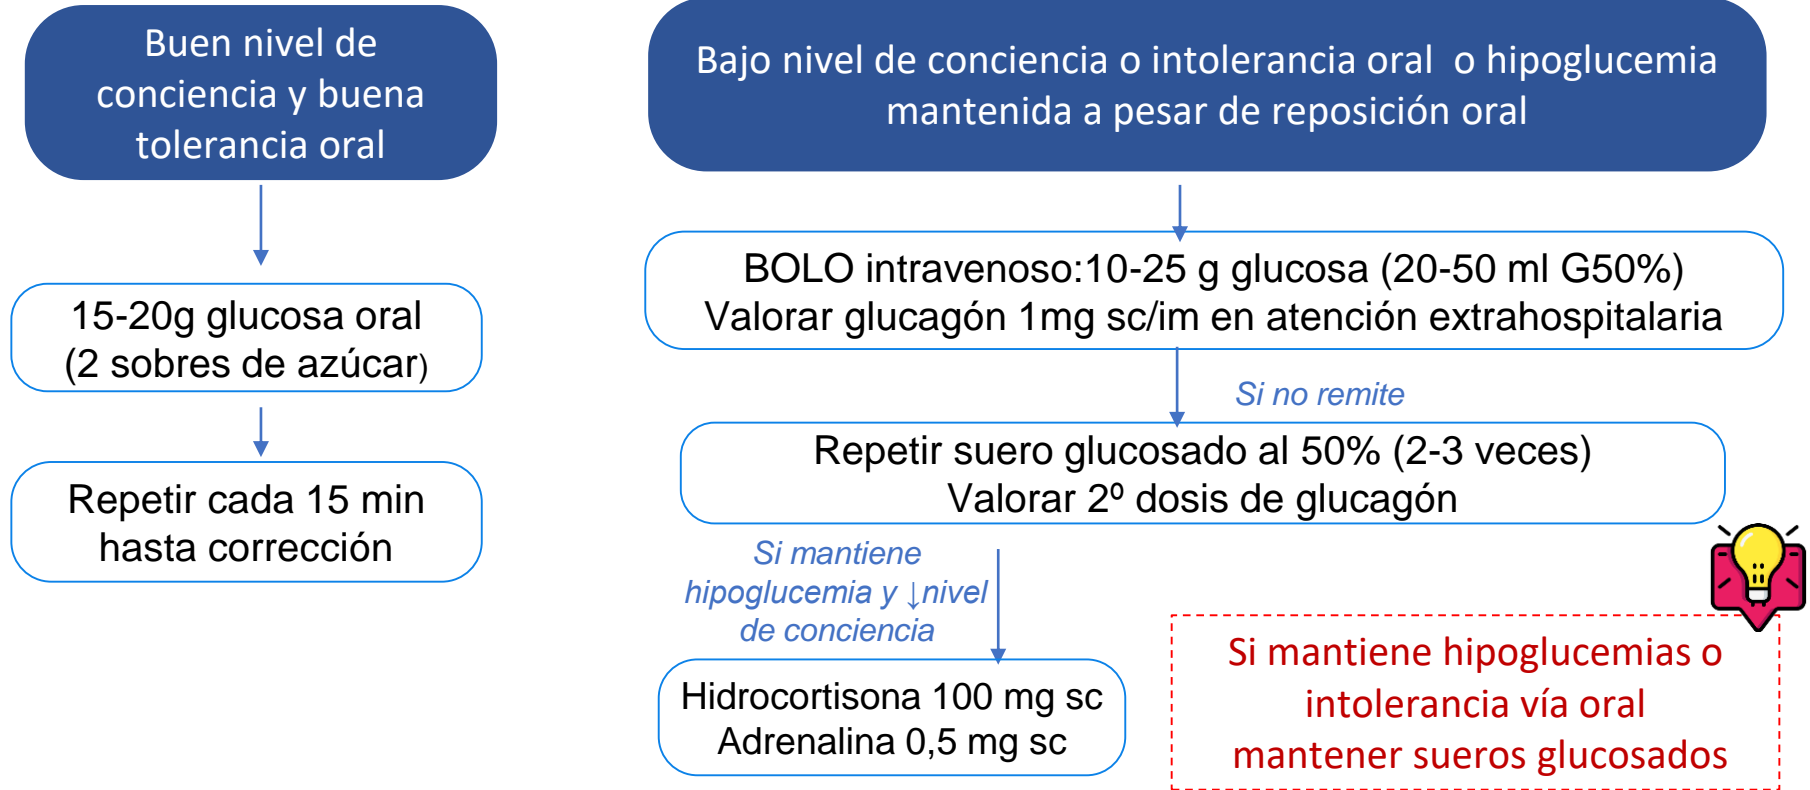 Buen nivel de
conciencia y buena
tolerancia oral
15-20g glucosa oral
(2 sobres de azúcar)
Repetir cada 15 min
hasta corrección
Bajo nivel de conciencia o intolerancia oral o hipoglucemia
mantenida a pesar de reposición oral
BOLO intravenoso:10-25 g glucosa (20-50 ml G50%)
Valorar glucagón 1mg sc/im en atención extrahospitalaria
Si no remite
Repetir suero glucosado al 50% (2-3 veces)
Valorar 2º dosis de glucagón
Si mantiene
hipoglucemia y ↓nivel
de conciencia
Hidrocortisona 100 mg sc
Adrenalina 0,5 mg sc
Si mantiene hipoglucemias o
intolerancia vía oral
mantener sueros glucosados